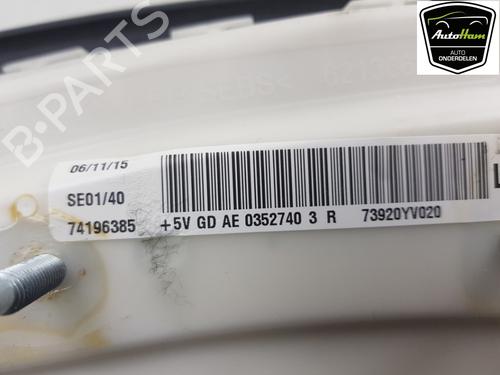 AutoHam
AUTO
ONDERDELEN
B-PARTS
06/11/15
SE01/40
74196385
+5V GD AE 0352740 3 R
73920YV020
L